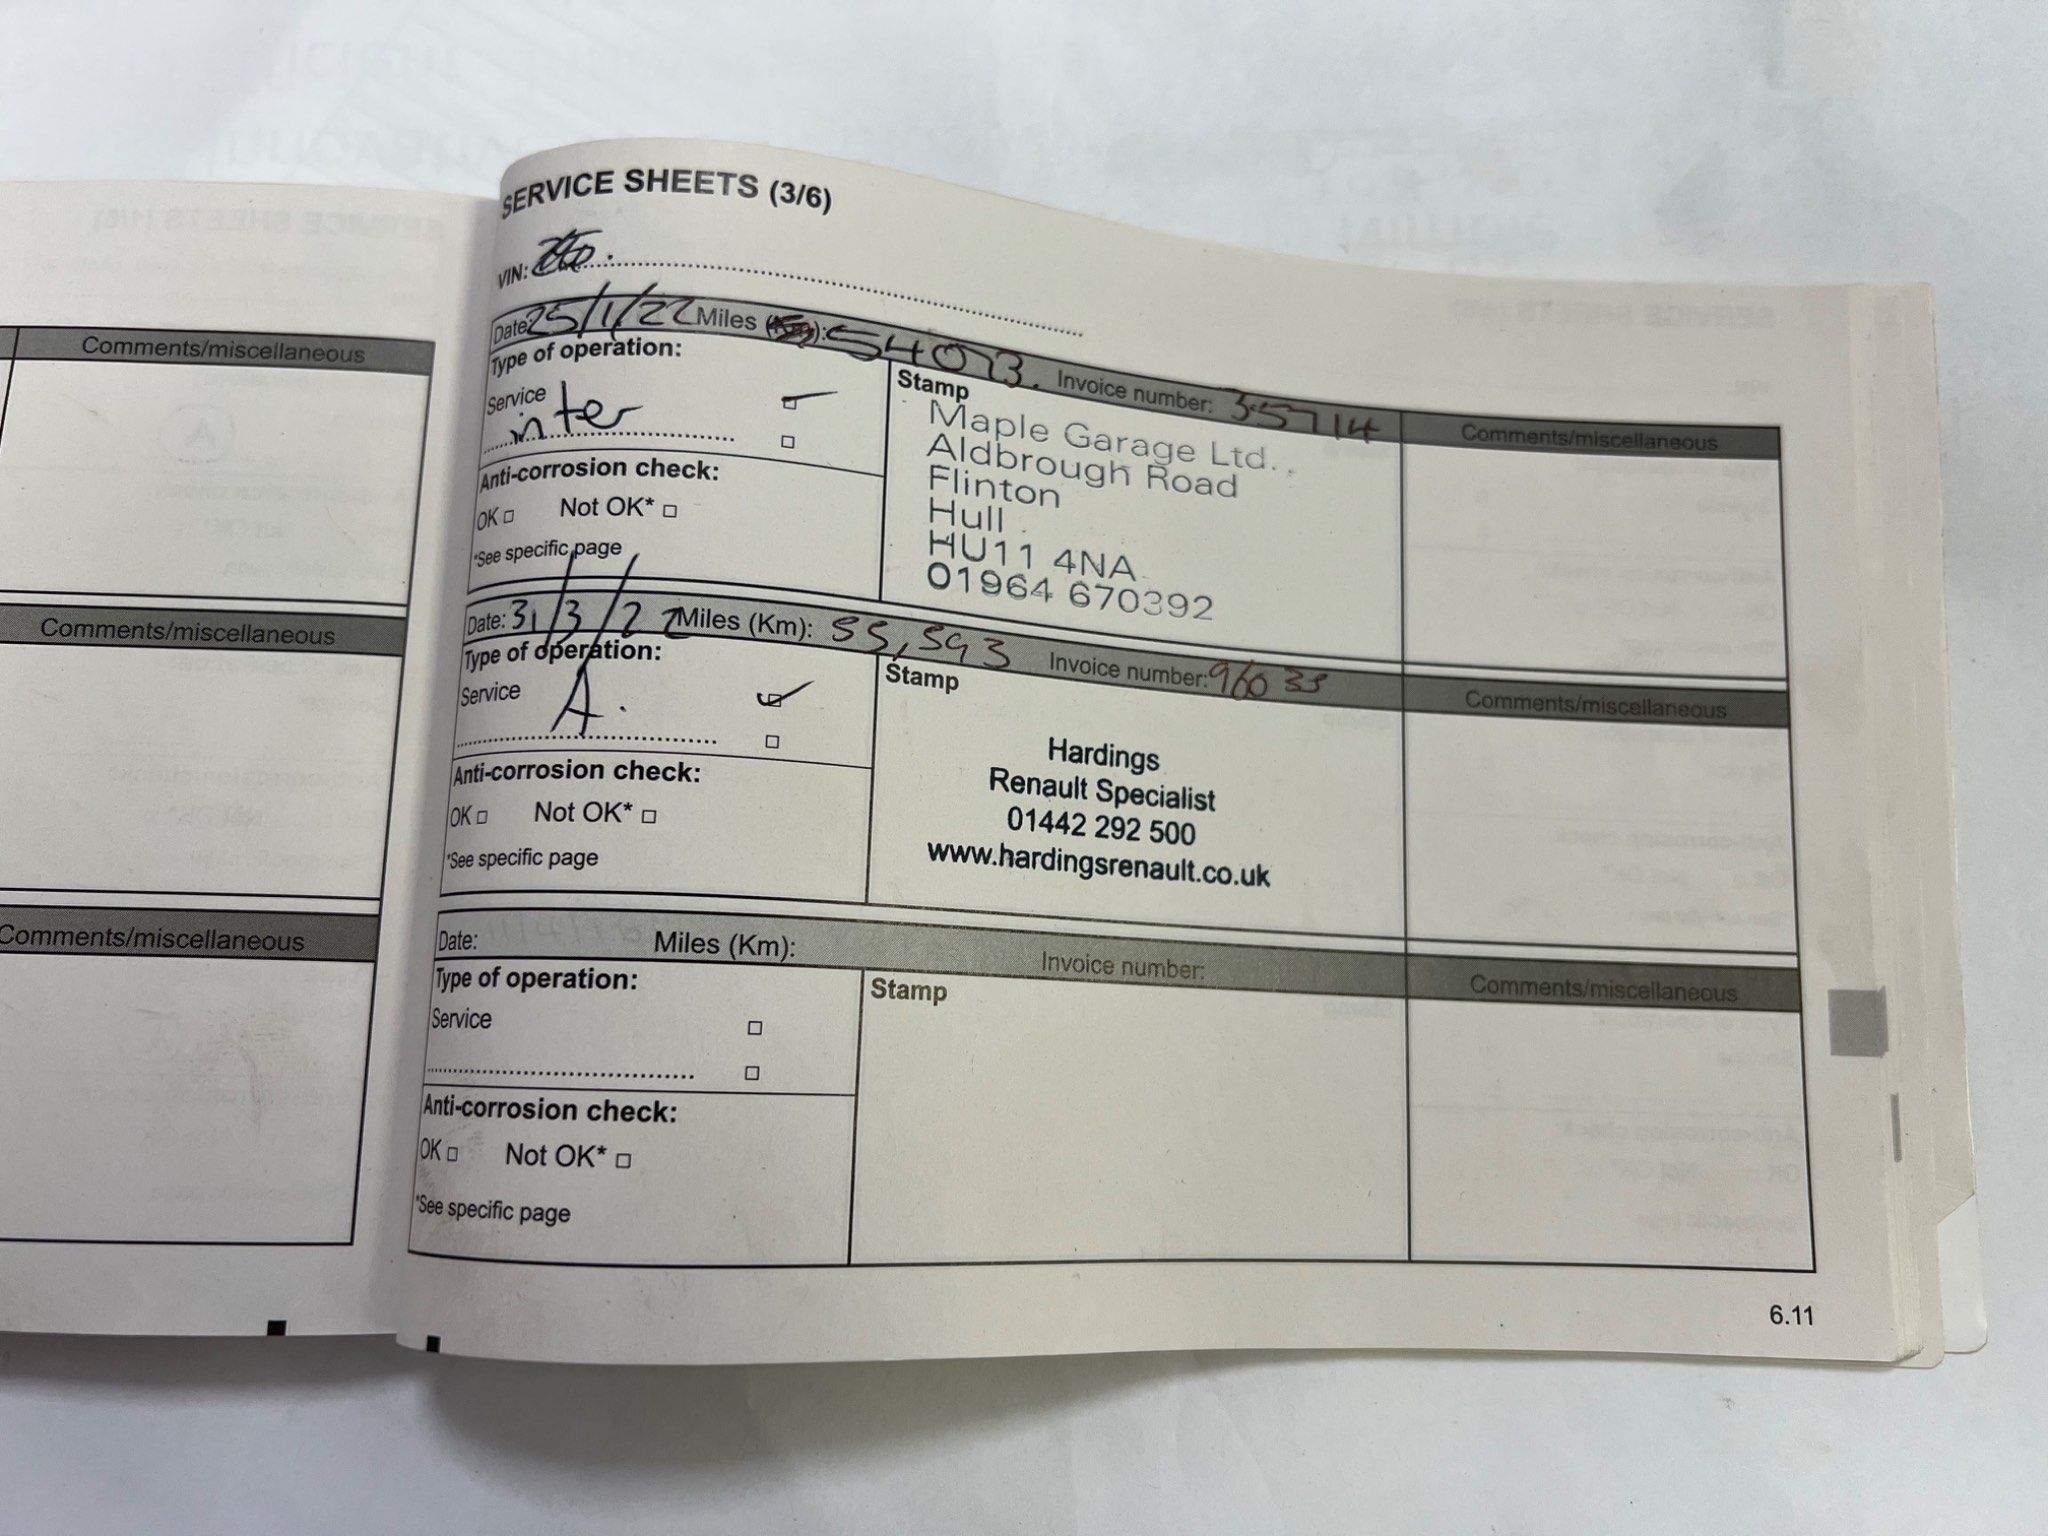 SERVICE SHEETS (3/6)
VIN:
Date: 25/1/22 Miles (Km): 54073. Invoice number: 35714
Comments/miscellaneous
Type of operation:
Service
inter
Anti-corrosion check:
OK Not OK*
*See specific page
Stamp
Maple Garage Ltd.,
Aldbrough Road
Flinton
Hull
HU11 4NA
01964 670392
Date: 31/3/22 Miles (Km): 55,593 Invoice number: 96033
Comments/miscellaneous
Type of operation:
Service
A.
Anti-corrosion check:
OK Not OK*
*See specific page
Stamp
Hardings
Renault Specialist
01442 292 500
www.hardingsrenault.co.uk
Date: Miles (Km): Invoice number:
Comments/miscellaneous
Type of operation:
Service
Anti-corrosion check:
OK Not OK*
*See specific page
Stamp
6.11
Comments/miscellaneous
Comments/miscellaneous
Comments/miscellaneous